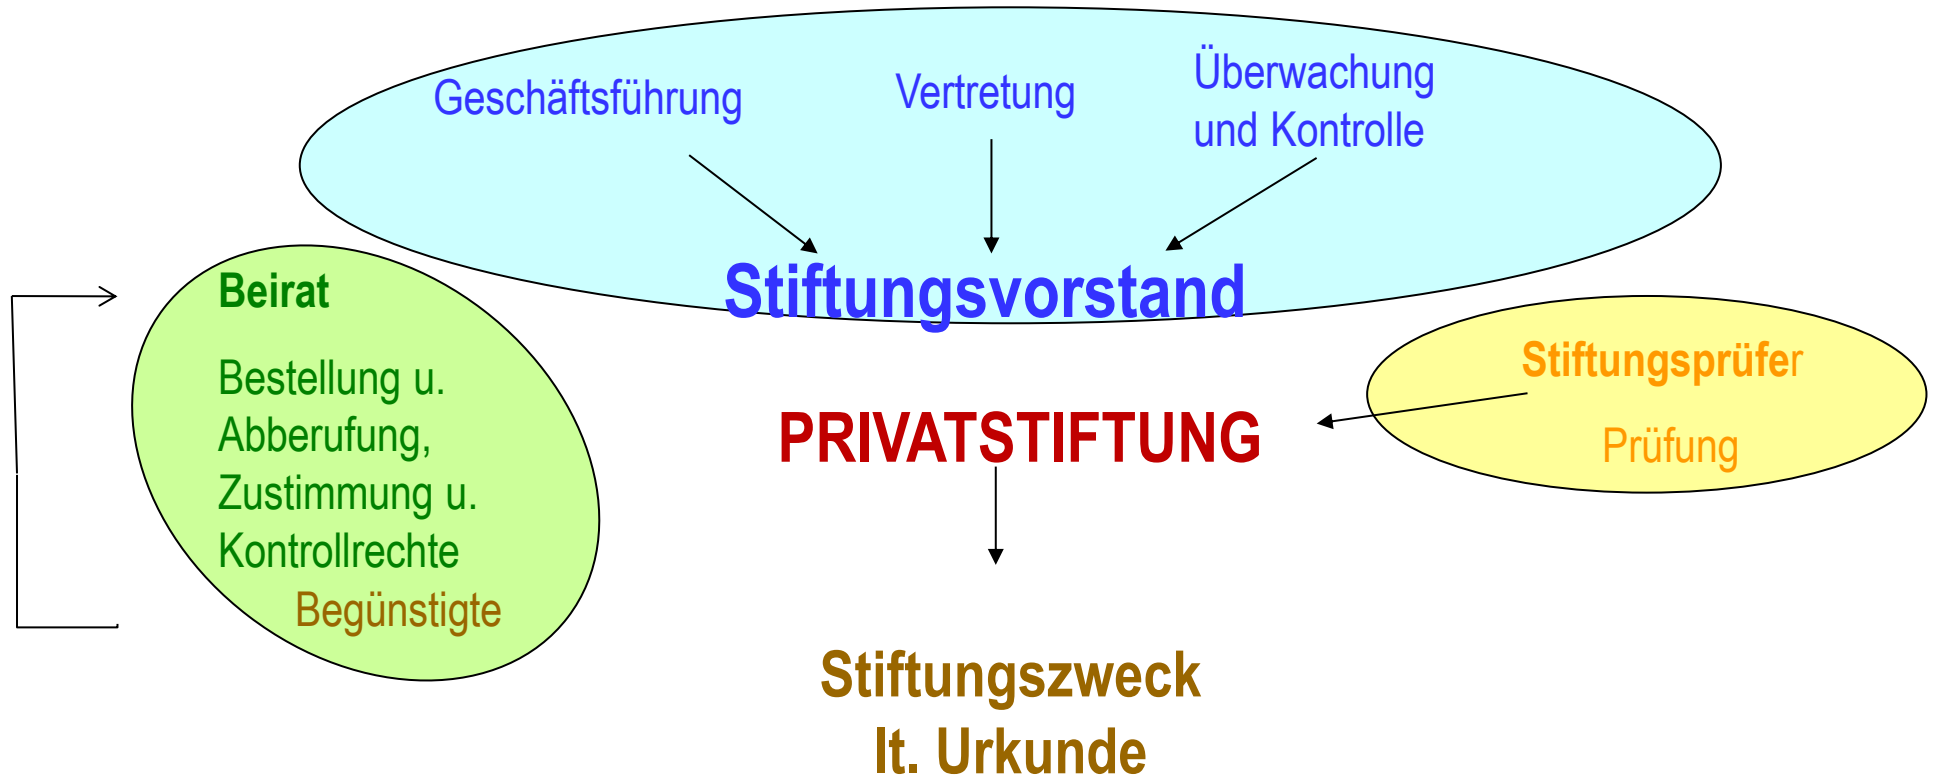 Geschäftsführung
Vertretung
Überwachung
und Kontrolle
Stiftungsvorstand
Beirat
Bestellung u.
Abberufung,
Zustimmung u.
Kontrollrechte
Begünstigte
Stiftungsprüfer
Prüfung
PRIVATSTIFTUNG
Stiftungszweck
lt. Urkunde